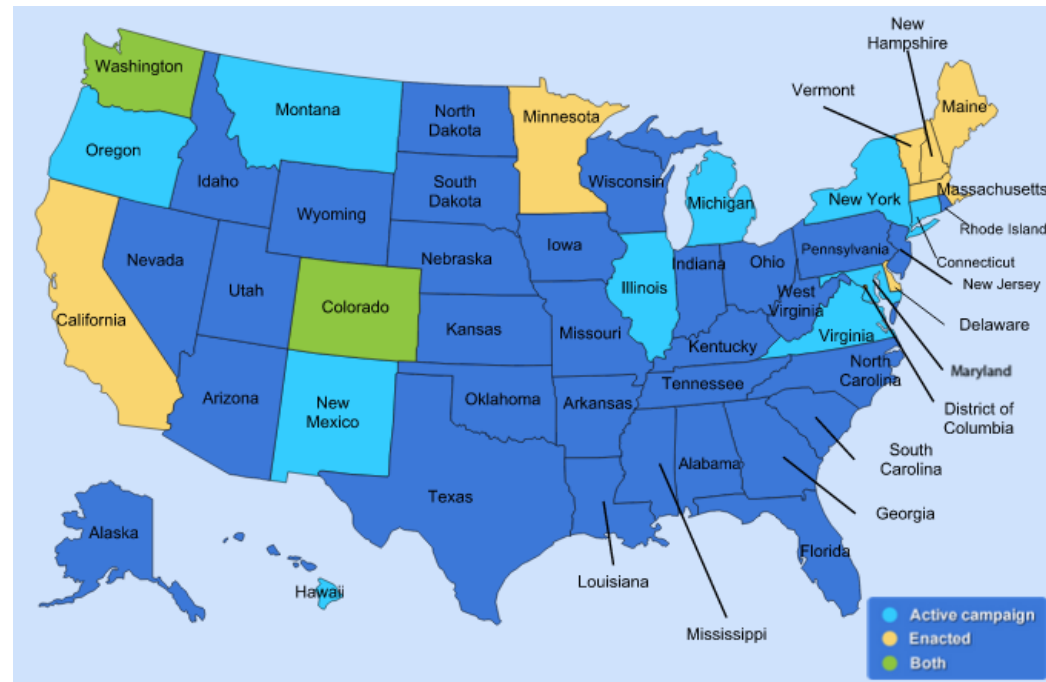 New
Hampshire
Washington
Vermont
Montana
North
Dakota
Minnesota
Maine
Oregon
Idaho
South
Dakota
Wisconsin
Michigan
New York
Massachusetts
Wyoming
Rhode Island
Nevada
Nebraska
Iowa
Pennsylvania
Connecticut
Utah
Colorado
Illinois
Indiana
Ohio
New Jersey
West
Virginia
California
Kansas
Missouri
Virginia
Delaware
Kentucky
North
Carolina
Maryland
Arizona
New
Mexico
Oklahoma
Arkansas
Tennessee
District of
Columbia
South
Carolina
Alabama
Texas
Georgia
Alaska
Florida
Louisiana
Hawaii
Mississippi
Active campaign
Enacted
Both